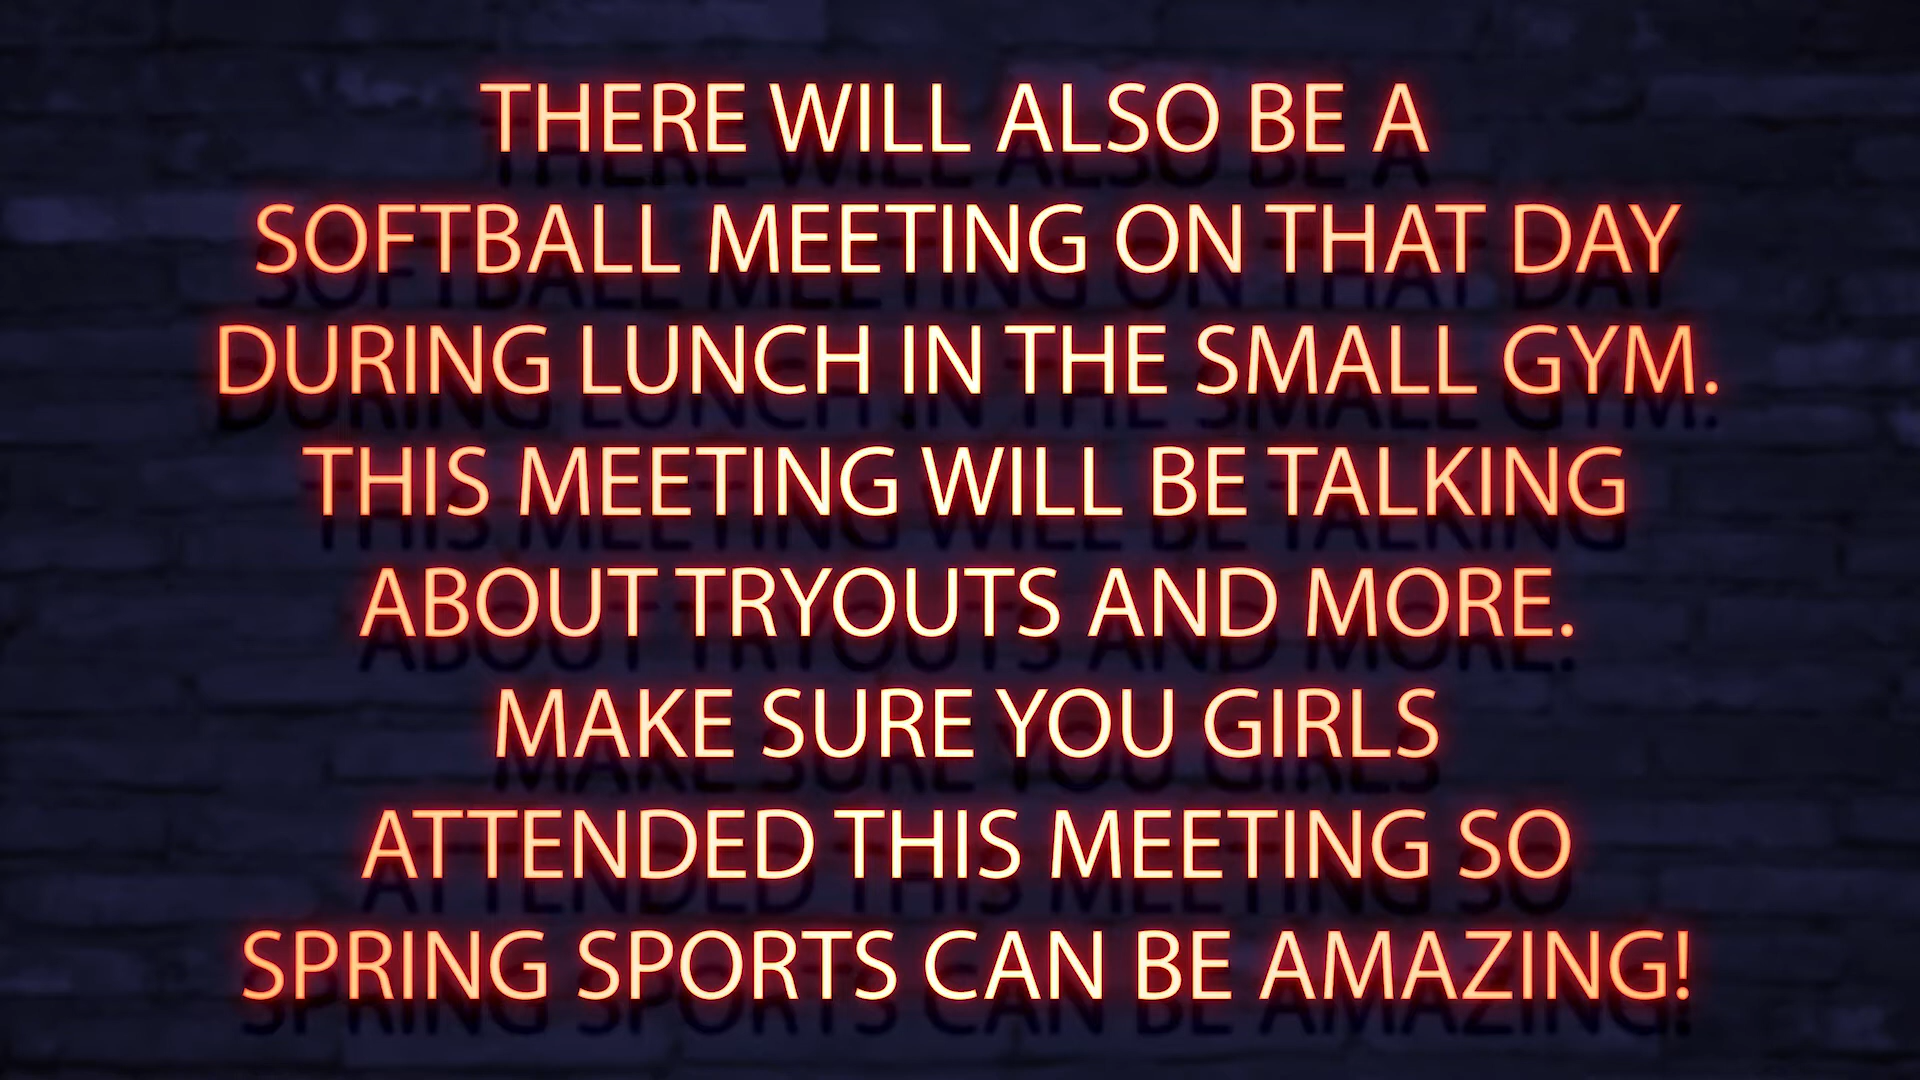 THERE WILL ALSO BE A
SOFTBALL MEETING ON THAT DAY
DURING LUNCH IN THE SMALL GYM.
THIS MEETING WILL BE TALKING
ABOUT TRYOUTS AND MORE.
MAKE SURE YOU GIRLS
ATTENDED THIS MEETING SO
SPRING SPORTS CAN BE AMAZING!